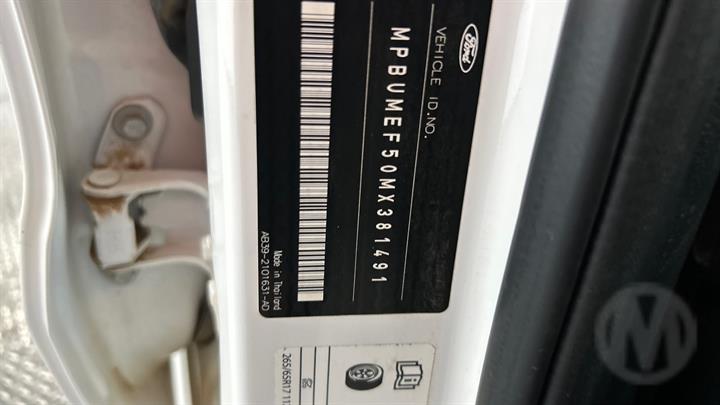 Ford
VEHICLE ID.NO.
MPBUMEF50MX381491
Made in Thailand
AB39-2101631-AD
265/65R17
M